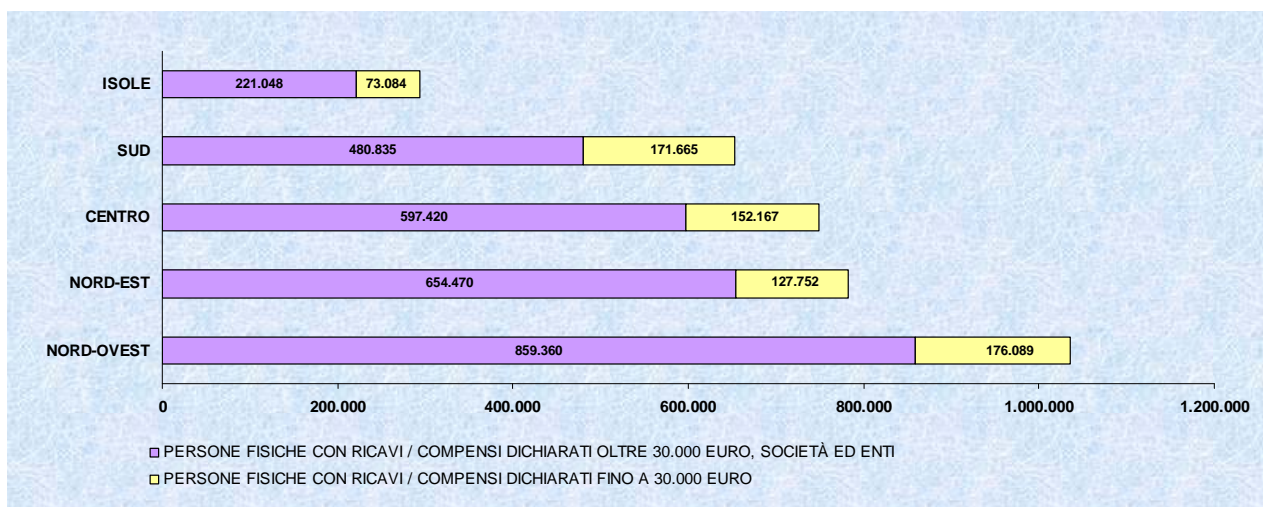 ISOLE 221.048 73.084
SUD 480.835 171.665
CENTRO 597.420 152.167
NORD-EST 654.470 127.752
NORD-OVEST 859.360 176.089
0 200.000 400.000 600.000 800.000 1.000.000 1.200.000
PERSONE FISICHE CON RICAVI / COMPENSI DICHIARATI OLTRE 30.000 EURO, SOCIETÀ ED ENTI
PERSONE FISICHE CON RICAVI / COMPENSI DICHIARATI FINO A 30.000 EURO